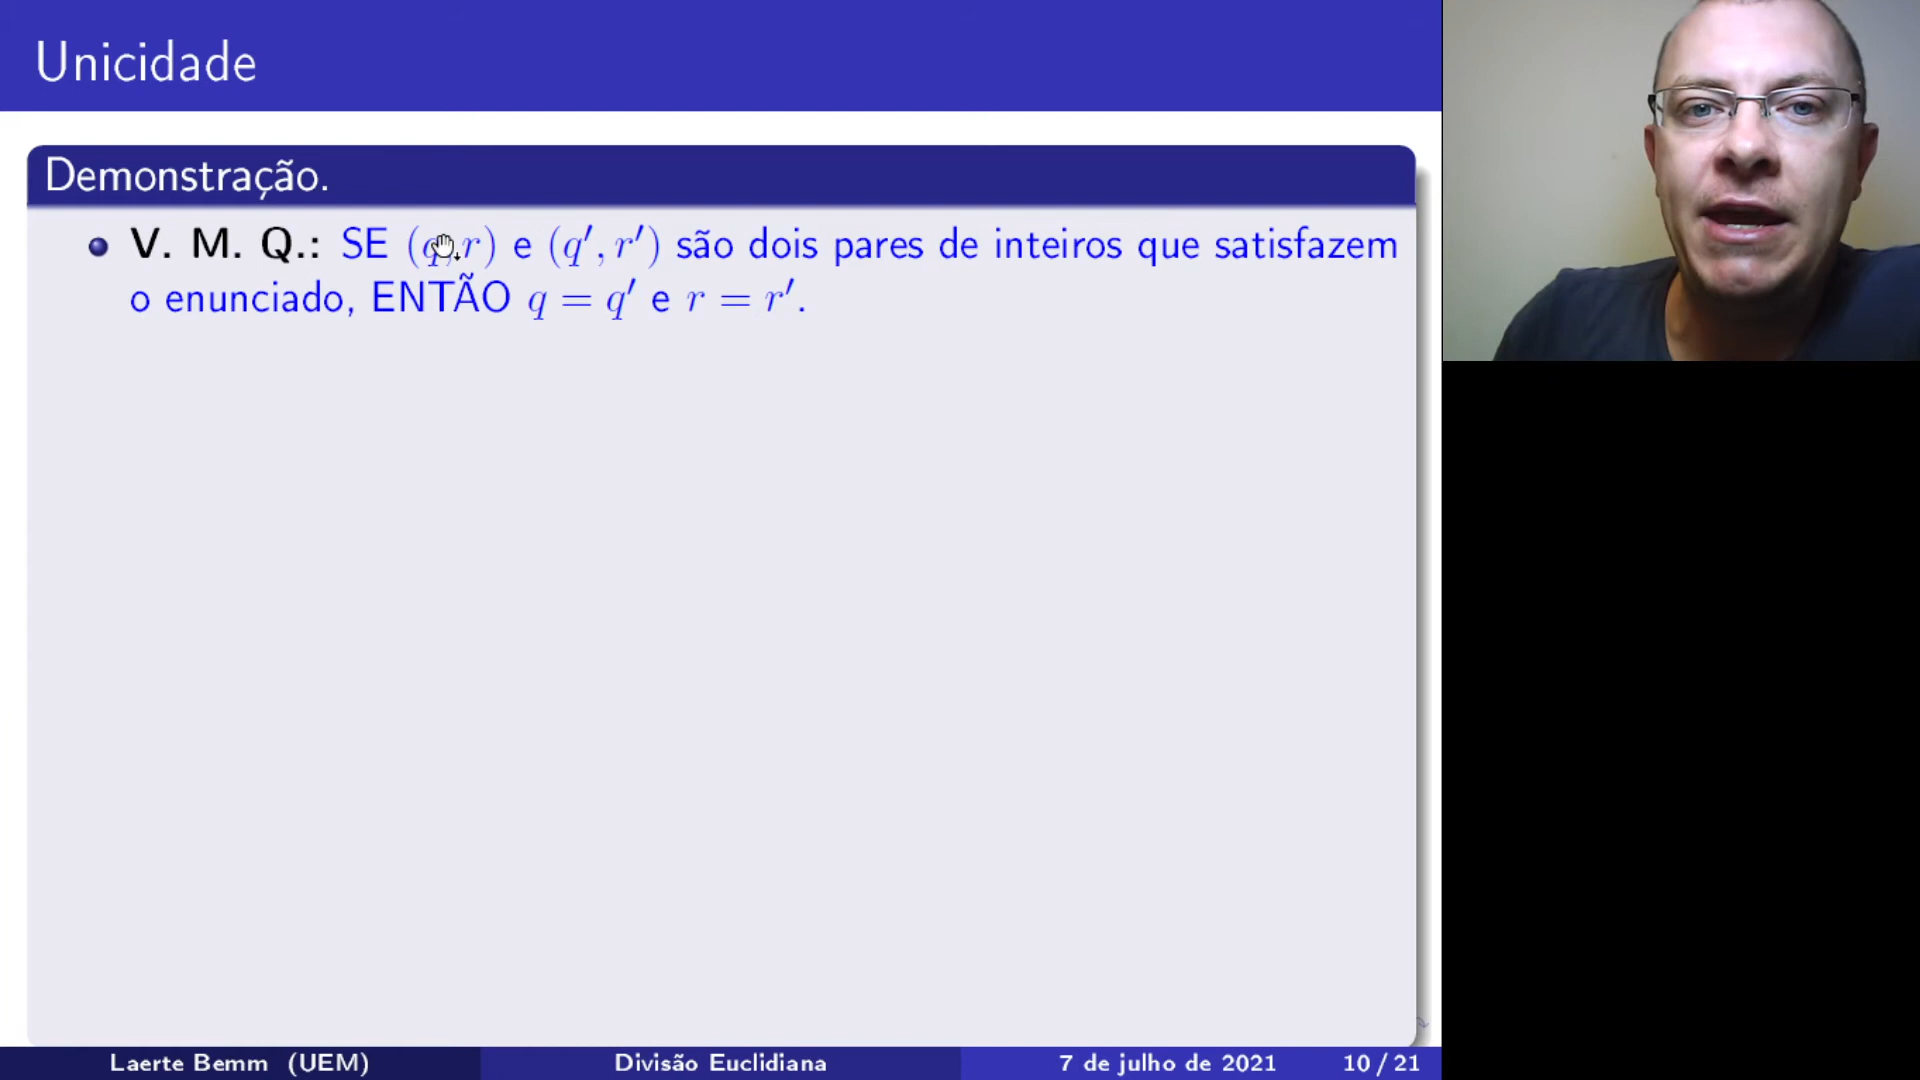 Unicidade
Demonstração.
V. M. Q.: SE (q, r) e (q′, r′) são dois pares de inteiros que satisfazem
o enunciado, ENTÃO q = q′ e r = r′.
Laerte Bemm (UEM) Divisão Euclidiana 7 de julho de 2021 10 / 21